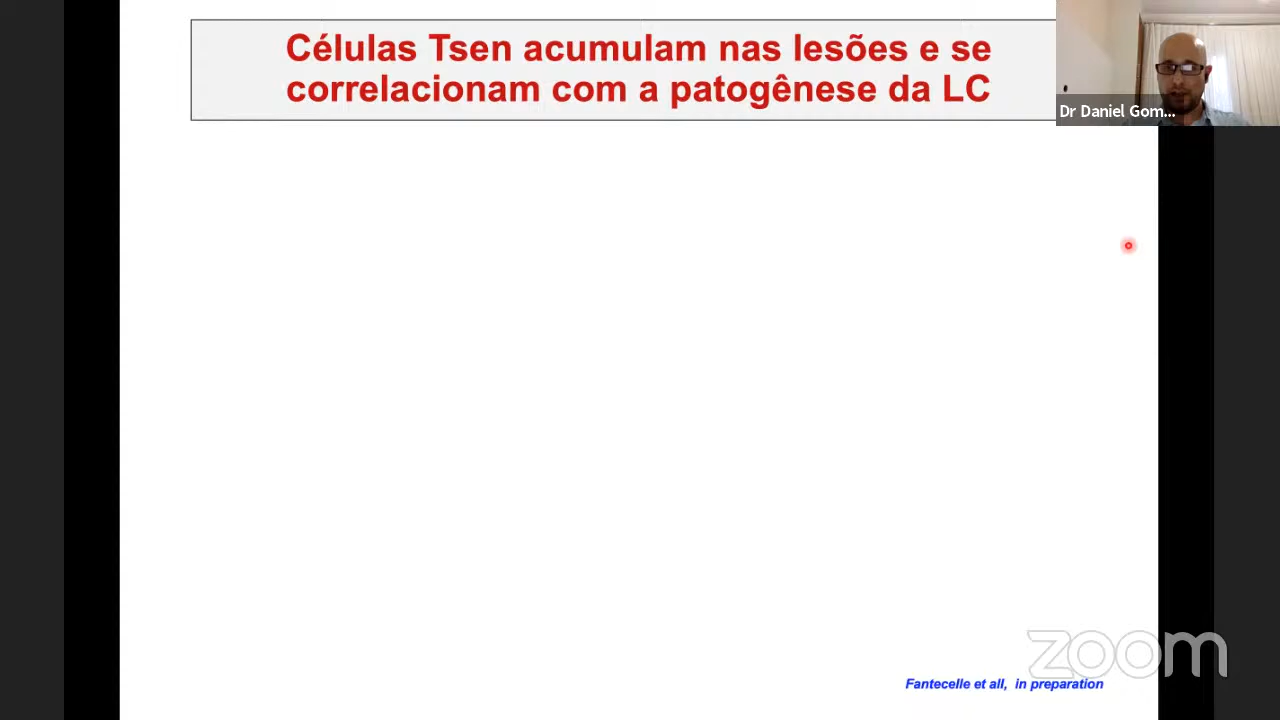 Células Tsen acumulam nas lesões e se
correlacionam com a patogênese da LC
Dr Daniel Gom...
zoom
Fantecelle et all, in preparation